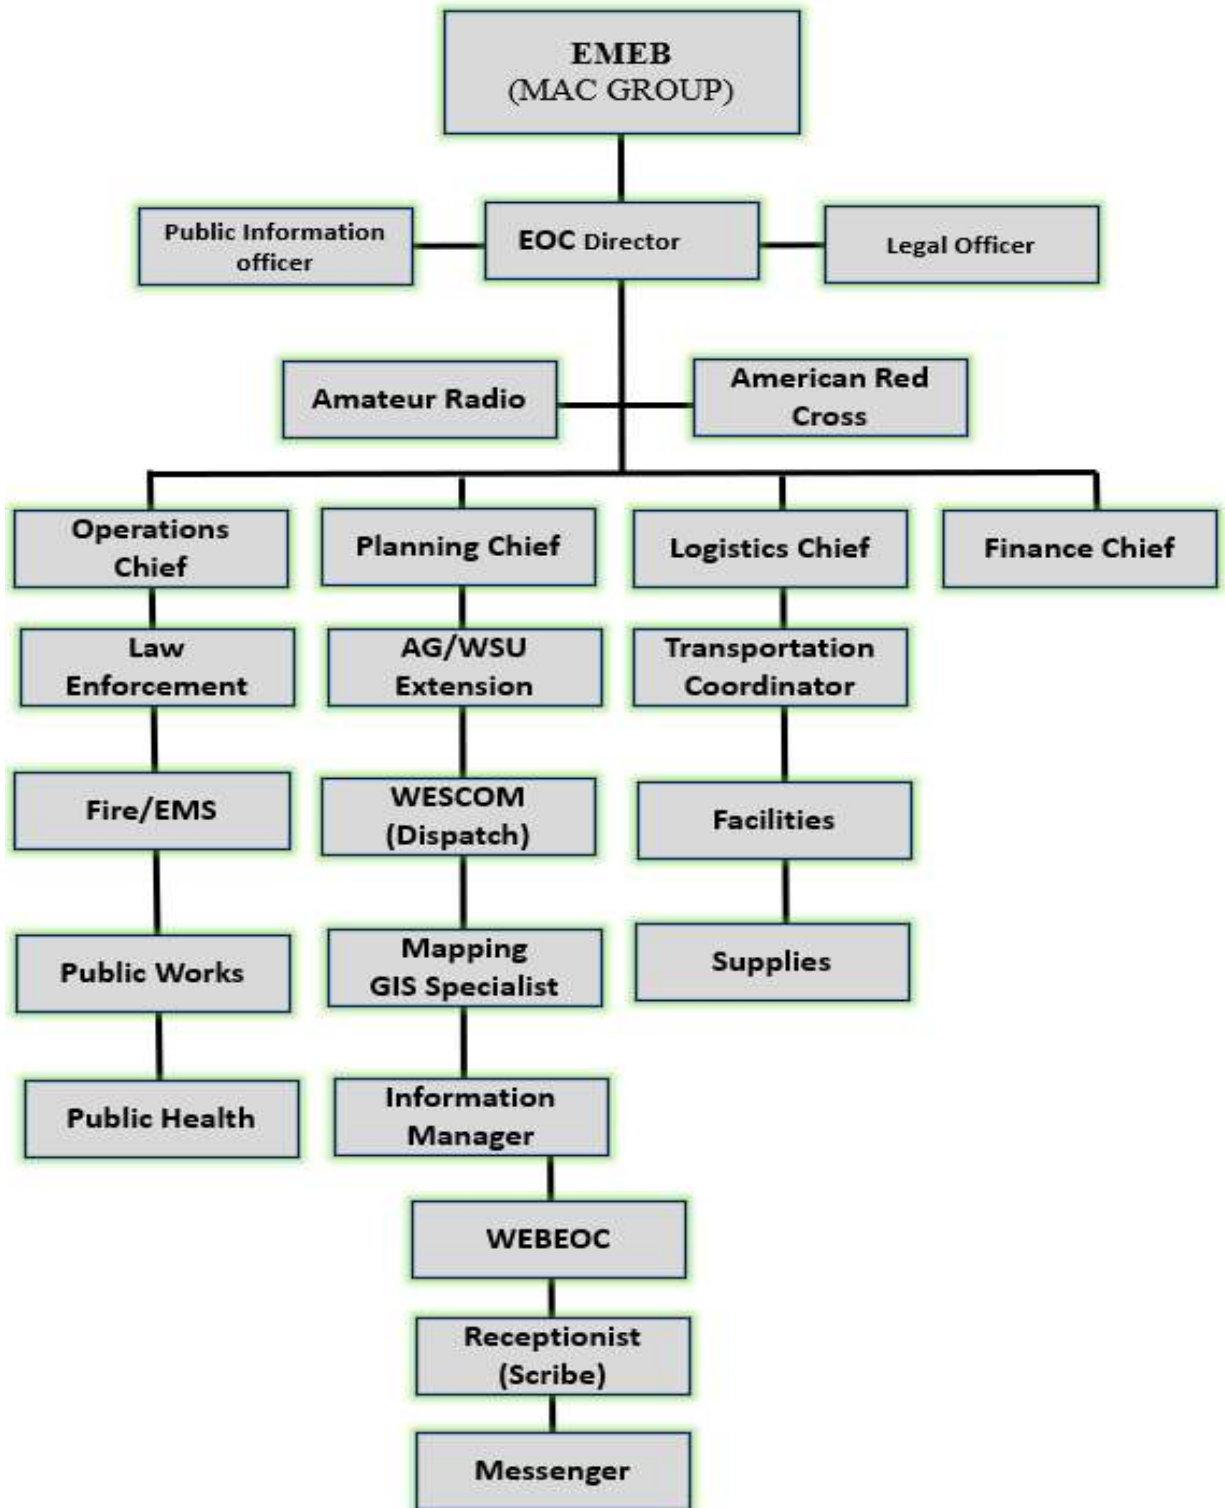 EMEB
(MAC GROUP)
Public Information
officer
EOC Director
Legal Officer
Amateur Radio
American Red
Cross
Operations
Chief
Planning Chief
Logistics Chief
Finance Chief
Law
Enforcement
AG/WSU
Extension
Transportation
Coordinator
Fire/EMS
WESCOM
(Dispatch)
Facilities
Public Works
Mapping
GIS Specialist
Supplies
Public Health
Information
Manager
WEBEOC
Receptionist
(Scribe)
Messenger